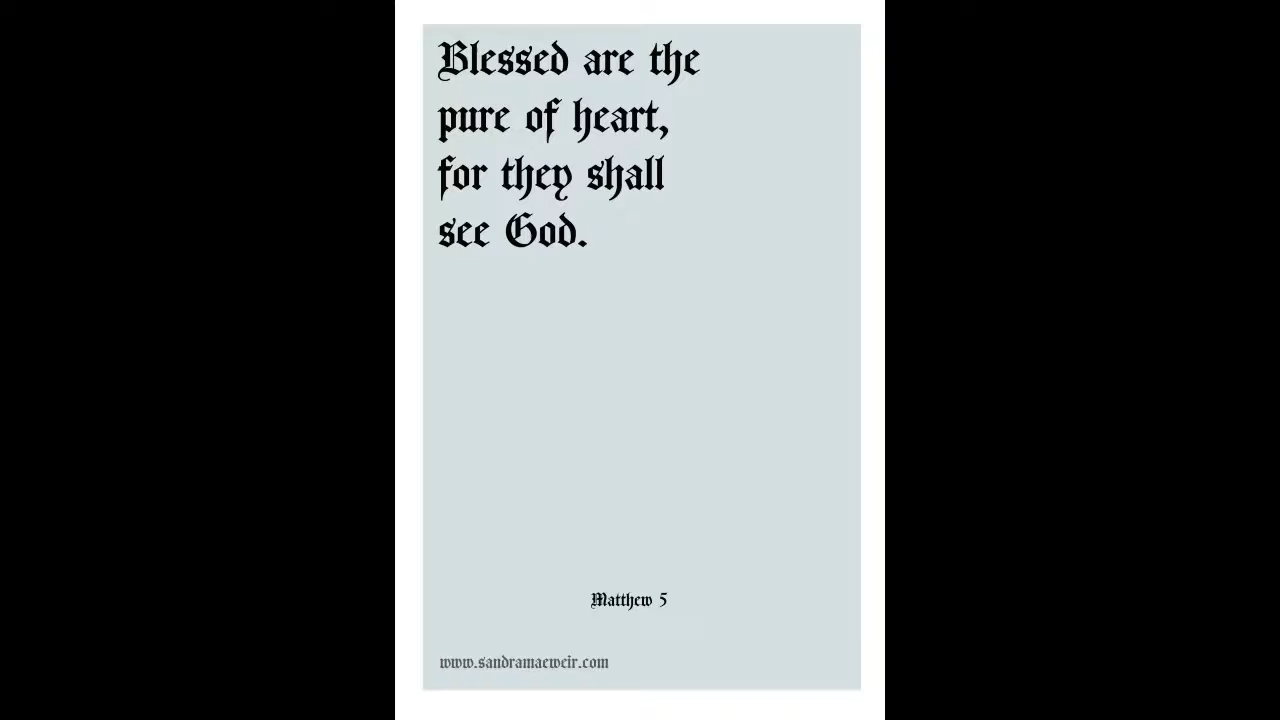 Blessed are the
pure of heart,
for they shall
see God.
Matthew 5
www.sandramaeweir.com